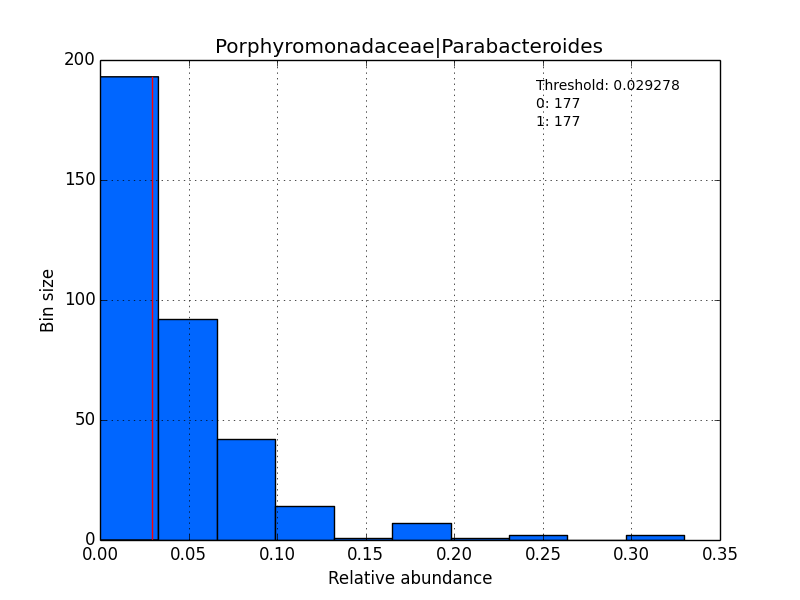 Porphyromonadaceae|Parabacteroides
Threshold: 0.029278
0: 177
1: 177
200
150
100
50
0
Bin size
0.00 0.05 0.10 0.15 0.20 0.25 0.30 0.35
Relative abundance